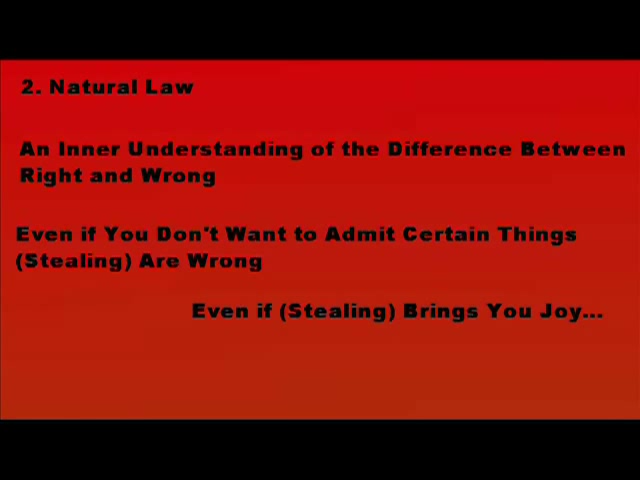 2. Natural Law
An Inner Understanding of the Difference Between
Right and Wrong
Even if You Don't Want to Admit Certain Things
(Stealing) Are Wrong
Even if (Stealing) Brings You Joy...